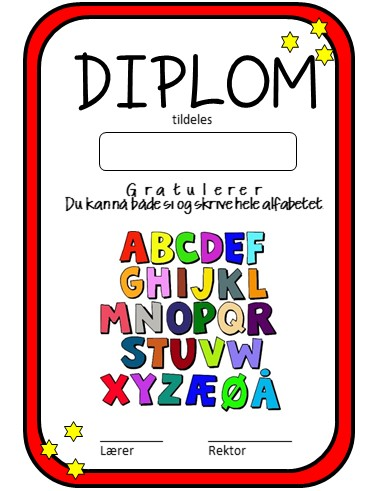 DIPLOM
tildeles
Gratulerer
Du kan nå både si og skrive hele alfabetet.
ABCDEF
GHIJKL
MNOPQR
STUVW
XYZÆØÅ
Lærer Rektor